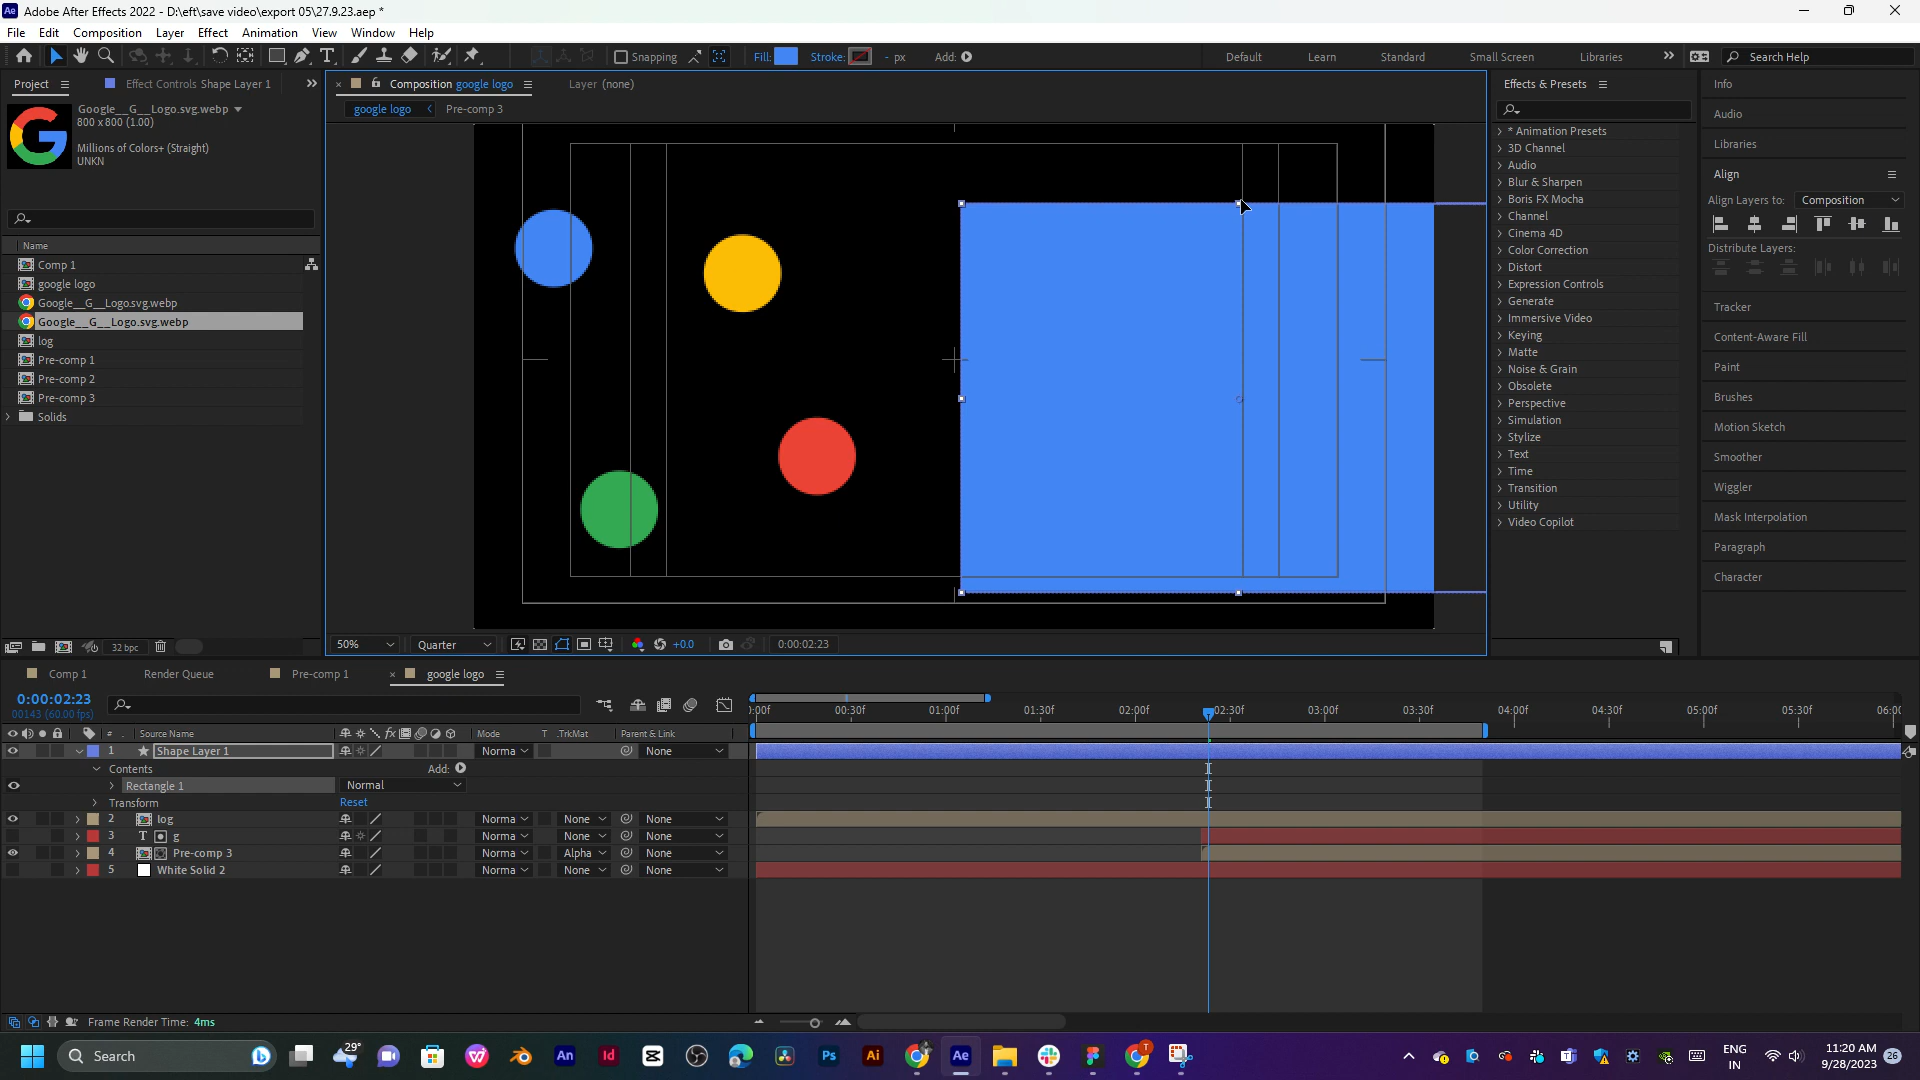 Adobe After Effects 2022 - D:\eft\save video\export 05\27.9.23.aep *
File Edit Composition Layer Effect Animation View Window Help
Snapping Fill: Stroke: - px Add: Default Learn Standard Small Screen Libraries Search Help
Project Effect Controls Shape Layer 1 Composition google logo Layer (none) Effects & Presets Info
google logo Pre-comp 3
Google__G__Logo.svg.webp
800 x 800 (1.00)
Millions of Colors+ (Straight)
UNKN
Name
Comp 1
google logo
Google__G__Logo.svg.webp
Google__G__Logo.svg.webp
log
Pre-comp 1
Pre-comp 2
Pre-comp 3
Solids
32 bpc
50% Quarter +0.0 0:00:02:23
* Animation Presets
3D Channel
Audio
Blur & Sharpen
Boris FX Mocha
Channel
Cinema 4D
Color Correction
Distort
Expression Controls
Generate
Immersive Video
Keying
Matte
Noise & Grain
Obsolete
Perspective
Simulation
Stylize
Text
Time
Transition
Utility
Video Copilot
Audio
Libraries
Align
Align Layers to: Composition
Distribute Layers:
Tracker
Content-Aware Fill
Paint
Brushes
Motion Sketch
Smoother
Wiggler
Mask Interpolation
Paragraph
Character
Comp 1 Render Queue Pre-comp 1 google logo
0:00:02:23
00143 (60.00 fps)
:00f 00:30f 01:00f 01:30f 02:00f 02:30f 03:00f 03:30f 04:00f 04:30f 05:00f 05:30f 06:00
# Source Name fx Mode T .TrkMat Parent & Link
1 Shape Layer 1 Norma None
Contents Add:
Rectangle 1 Normal
Transform Reset
2 log Norma None None
3 T g Norma None None
4 Pre-comp 3 Norma Alpha None
5 White Solid 2 Norma None None
Frame Render Time: 4ms
Search 29° An Id Ps Ai Ae ENG IN 11:20 AM 9/28/2023 26